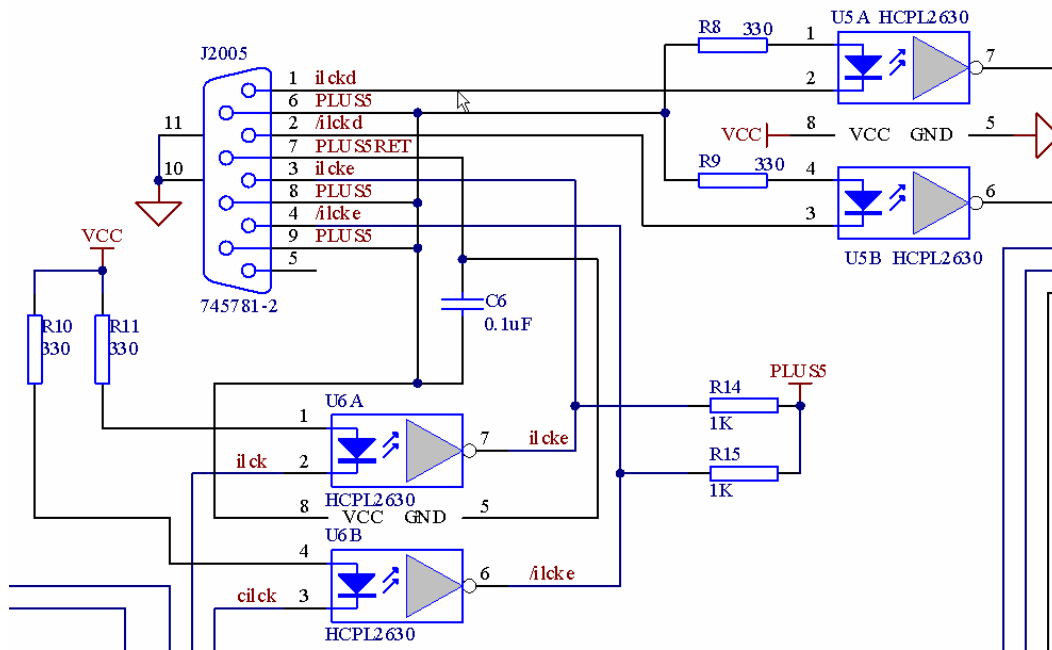 U5A HCPL2630
R8 330
1
7
2
J2005
1 ilckd
6 PLUS5
2 /ilckd
7 PLUS5RET
3 ilcke
8 PLUS5
4 /ilcke
9 PLUS5
5
11
10
745781-2
VCC 8 VCC GND 5
R9 330
4
6
3
U5B HCPL2630
VCC
R10
330
R11
330
C6
0.1uF
PLUS5
R14
1K
R15
1K
U6A
1
7 ilcke
ilck 2
HCPL2630
8 VCC GND 5
U6B
4
6 /ilcke
cilck 3
HCPL2630